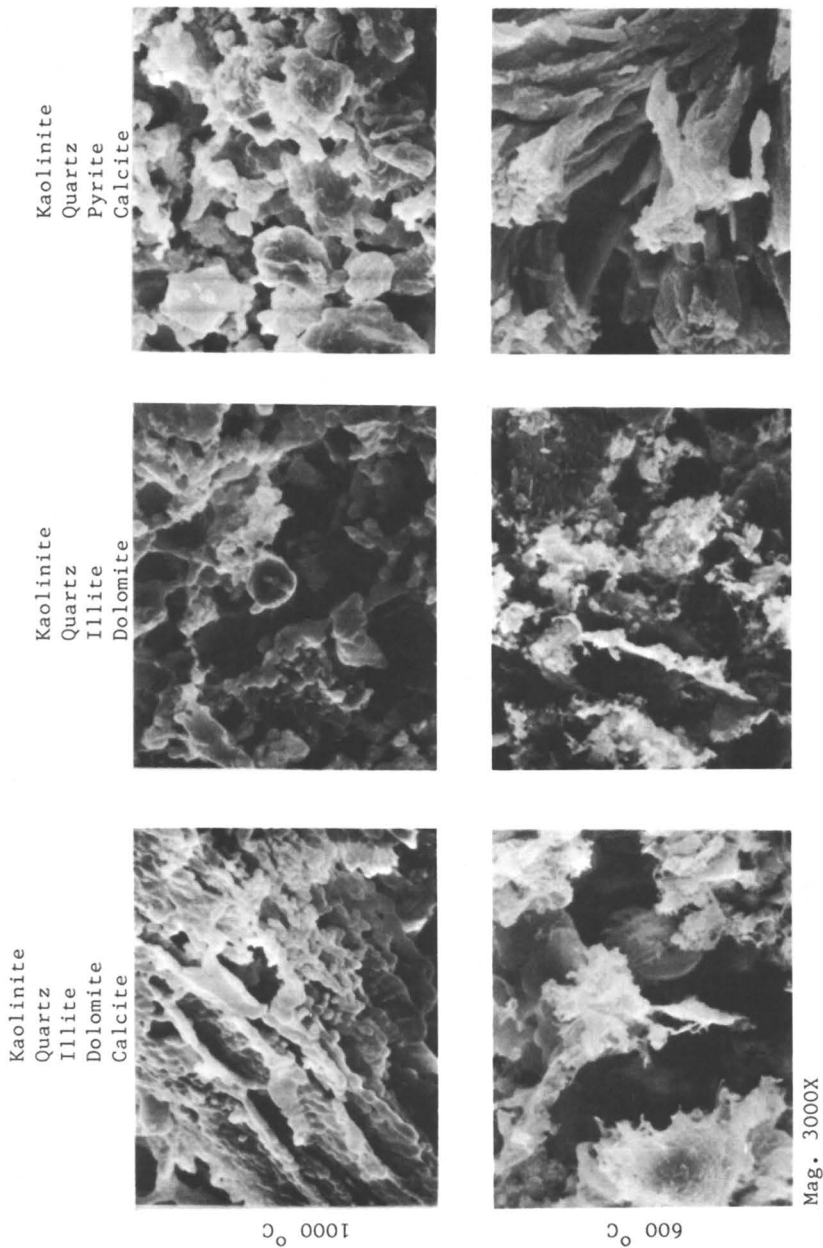 Kaolinite
Quartz
Illite
Dolomite
Calcite
Kaolinite
Quartz
Illite
Dolomite
Kaolinite
Quartz
Pyrite
Calcite
1000 °C
600 °C
Mag. 3000X